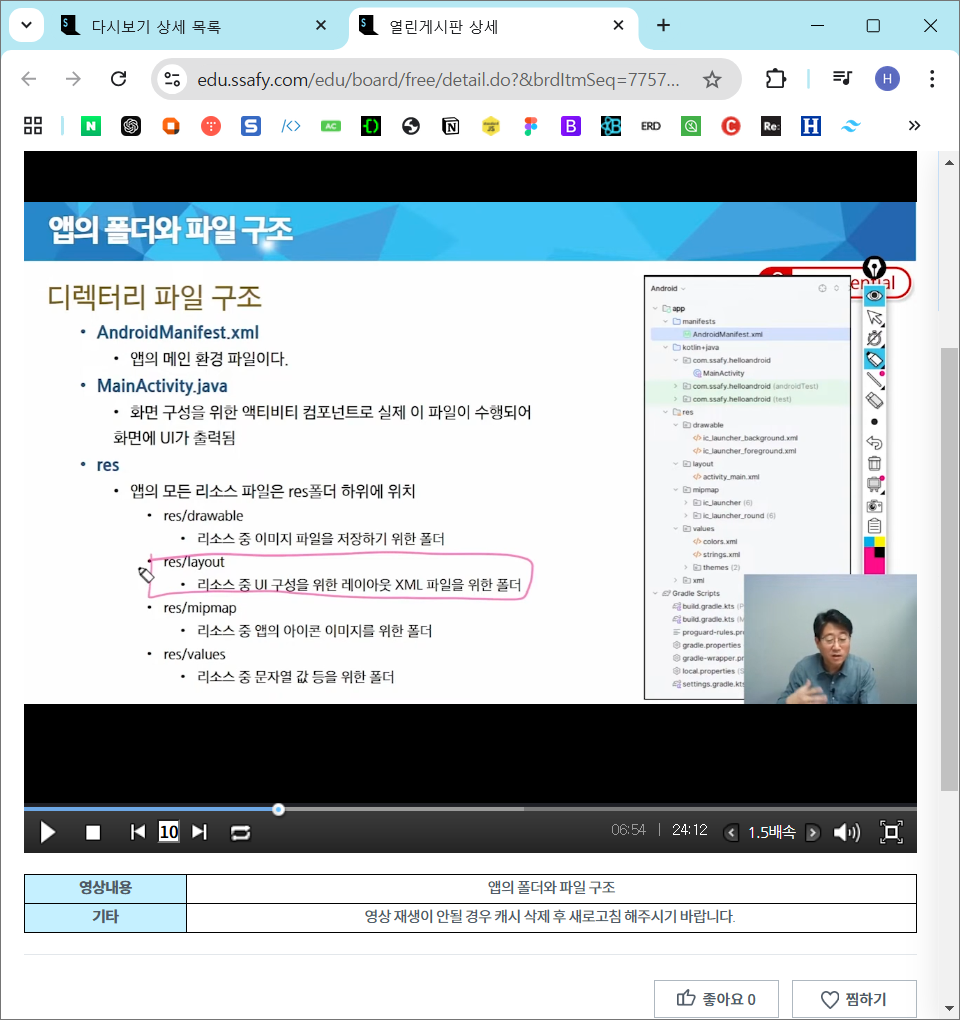 다시보기 상세 목록
열린게시판 상세
edu.ssafy.com/edu/board/free/detail.do?&brdItmSeq=7757...
H
ERD
앱의 폴더와 파일 구조
디렉터리 파일 구조
• AndroidManifest.xml
• 앱의 메인 환경 파일이다.
• MainActivity.java
• 화면 구성을 위한 액티비티 컴포넌트로 실제 이 파일이 수행되어
화면에 UI가 출력됨
• res
• 앱의 모든 리소스 파일은 res폴더 하위에 위치
• res/drawable
• 리소스 중 이미지 파일을 저장하기 위한 폴더
• res/layout
• 리소스 중 UI 구성을 위한 레이아웃 XML 파일을 위한 폴더
• res/mipmap
• 리소스 중 앱의 아이콘 이미지를 위한 폴더
• res/values
• 리소스 중 문자열 값 등을 위한 폴더
Android
app
manifests
AndroidManifest.xml
kotlin+java
com.ssafy.helloandroid
MainActivity
com.ssafy.helloandroid (androidTest)
com.ssafy.helloandroid (test)
res
drawable
ic_launcher_background.xml
ic_launcher_foreground.xml
layout
activity_main.xml
mipmap
ic_launcher (6)
ic_launcher_round (6)
values
colors.xml
strings.xml
themes (2)
xml
Gradle Scripts
build.gradle.kts (P
build.gradle.kts (M
proguard-rules.pro
gradle.properties
gradle-wrapper.pr
local.properties (S
settings.gradle.kts
10
06:54 | 24:12
1.5배속
영상내용 앱의 폴더와 파일 구조
기타 영상 재생이 안될 경우 캐시 삭제 후 새로고침 해주시기 바랍니다.
좋아요 0
찜하기